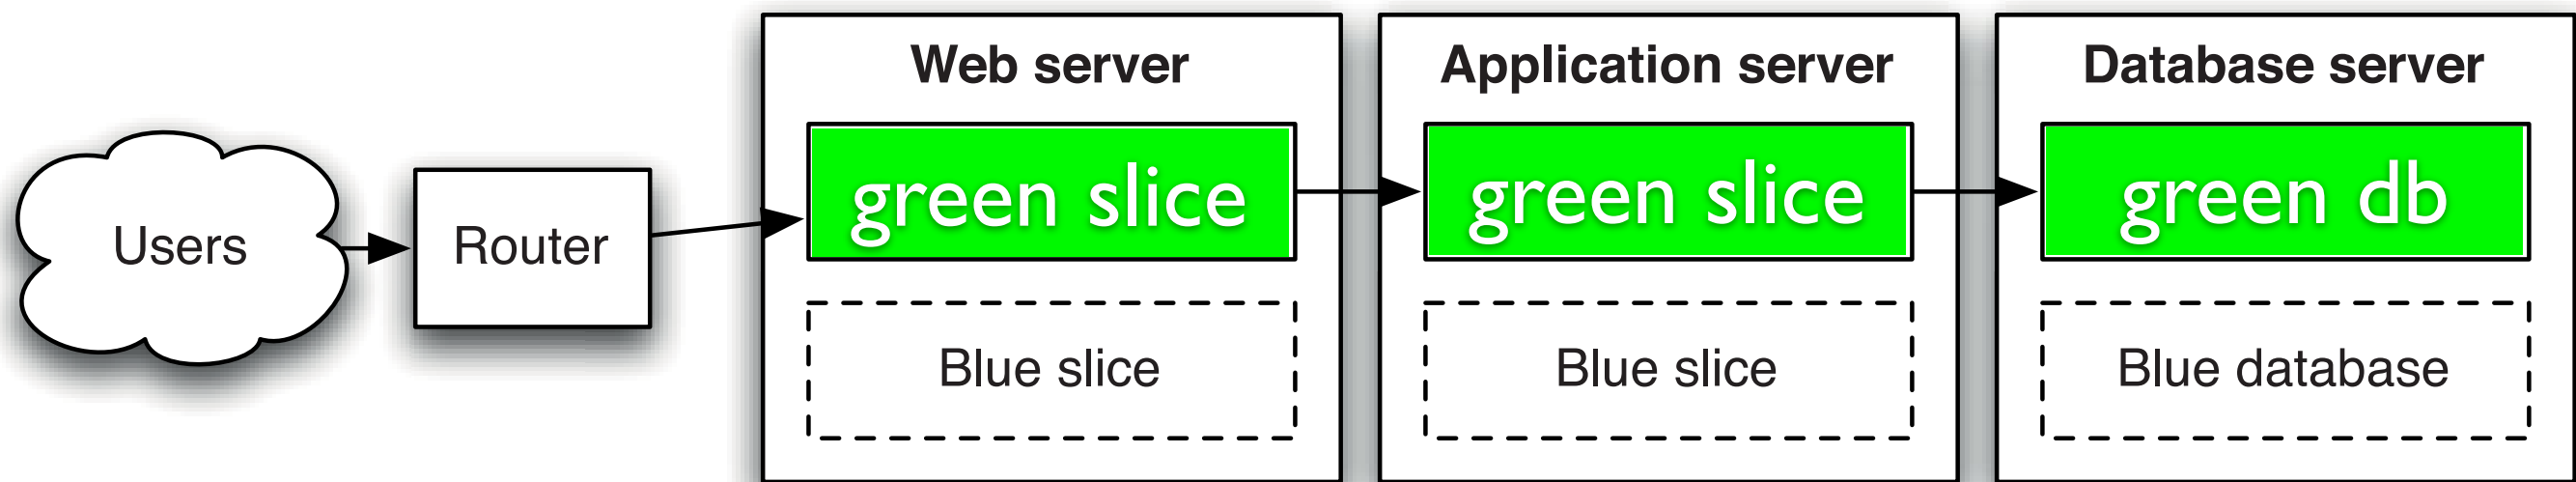 Users
Router
Web server
green slice
Blue slice
Application server
green slice
Blue slice
Database server
green db
Blue database